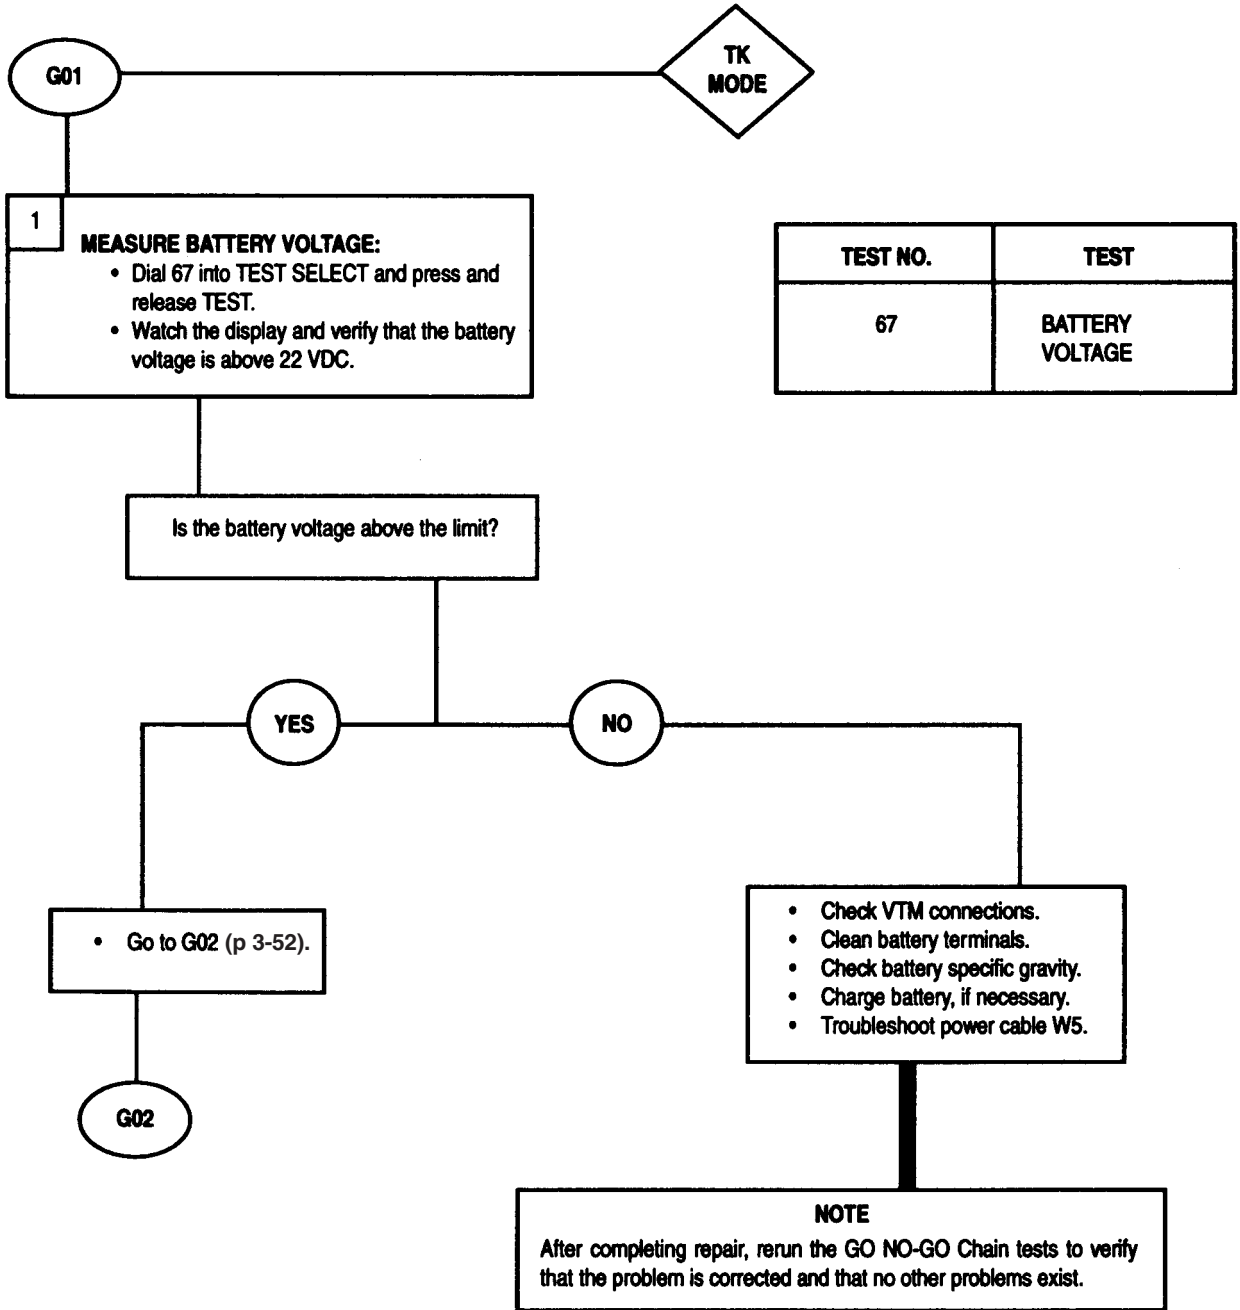 G01
TK
MODE
1
MEASURE BATTERY VOLTAGE:
• Dial 67 into TEST SELECT and press and
release TEST.
• Watch the display and verify that the battery
voltage is above 22 VDC.
TEST NO.
TEST
67
BATTERY
VOLTAGE
Is the battery voltage above the limit?
YES
NO
• Go to G02 (p 3-52).
G02
• Check VTM connections.
• Clean battery terminals.
• Check battery specific gravity.
• Charge battery, if necessary.
• Troubleshoot power cable W5.
NOTE
After completing repair, rerun the GO NO-GO Chain tests to verify
that the problem is corrected and that no other problems exist.